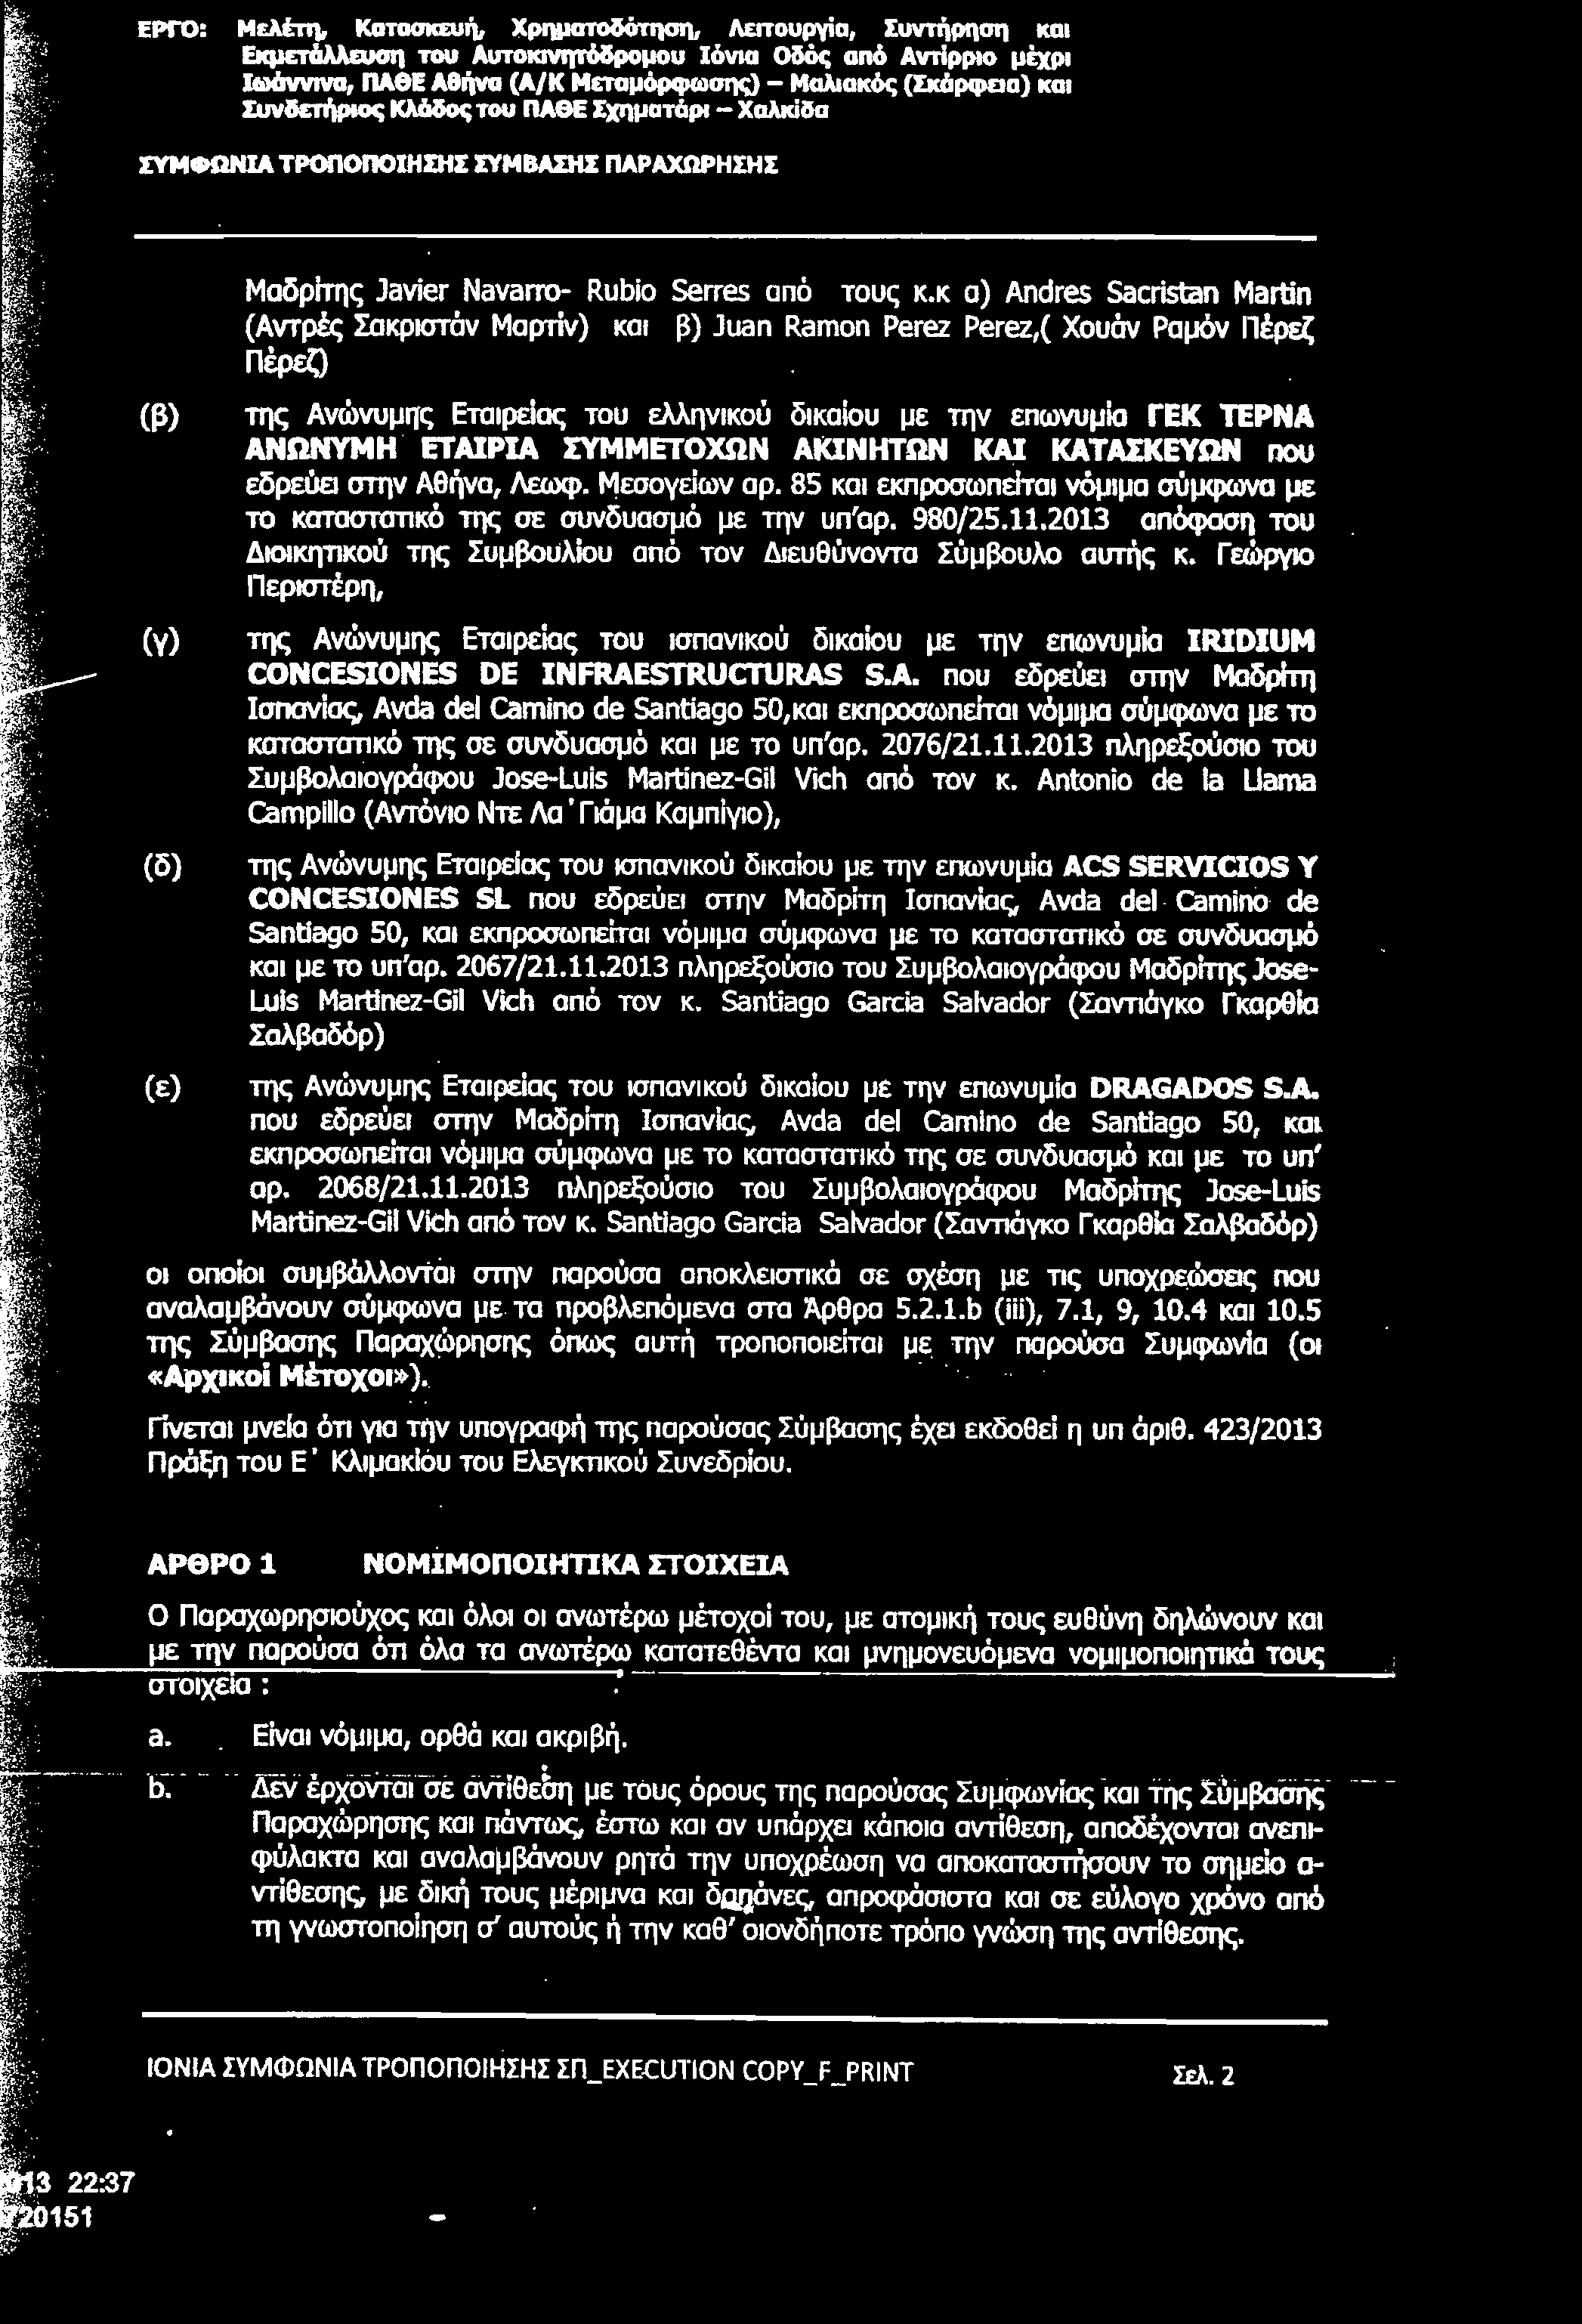 ΕΡΓΟ: Μελέτη, Κατασκευή, Χρηματοδότηση, Λειτουργία, Συντήρηση και
Εκμετάλλευση του Αυτοκινητόδρομου Ιόνια Οδός από Αντίρριο μέχρι
Ιωάννινα, ΠΑΘΕ Αθήνα (Α/Κ Μεταμόρφωσης) – Μαλιακός (Σκάρφεια) και
Συνδετήριος Κλάδος του ΠΑΘΕ Σχηματάρι – Χαλκίδα
ΣΥΜΦΩΝΙΑ ΤΡΟΠΟΠΟΙΗΣΗΣ ΣΥΜΒΑΣΗΣ ΠΑΡΑΧΩΡΗΣΗΣ
Μαδρίτης Javier Navarro- Rubio Serres από τους κ.κ α) Andres Sacristan Martin
(Αντρές Σακριστάν Μαρτίν) και β) Juan Ramon Perez Perez,( Χουάν Ραμόν Πέρεζ
Πέρεζ)
(β) της Ανώνυμης Εταιρείας του ελληνικού δικαίου με την επωνυμία ΓΕΚ ΤΕΡΝΑ
ΑΝΩΝΥΜΗ ΕΤΑΙΡΙΑ ΣΥΜΜΕΤΟΧΩΝ ΑΚΙΝΗΤΩΝ ΚΑΙ ΚΑΤΑΣΚΕΥΩΝ που
εδρεύει στην Αθήνα, Λεωφ. Μεσογείων αρ. 85 και εκπροσωπείται νόμιμα σύμφωνα με
το καταστατικό της σε συνδυασμό με την υπ'αρ. 980/25.11.2013 απόφαση του
Διοικητικού της Συμβουλίου από τον Διευθύνοντα Σύμβουλο αυτής κ. Γεώργιο
Περιστέρη,
(γ) της Ανώνυμης Εταιρείας του ισπανικού δικαίου με την επωνυμία IRIDIUM
CONCESIONES DE INFRAESTRUCTURAS S.A. που εδρεύει στην Μαδρίτη
Ισπανίας, Avda del Camino de Santiago 50,και εκπροσωπείται νόμιμα σύμφωνα με το
καταστατικό της σε συνδυασμό και με το υπ'αρ. 2076/21.11.2013 πληρεξούσιο του
Συμβολαιογράφου Jose-Luis Martinez-Gil Vich από τον κ. Antonio de la Llama
Campillo (Αντόνιο Ντε Λα Γιάμα Καμπίγιο),
(δ) της Ανώνυμης Εταιρείας του ισπανικού δικαίου με την επωνυμία ACS SERVICIOS Y
CONCESIONES SL που εδρεύει στην Μαδρίτη Ισπανίας, Avda del Camino de
Santiago 50, και εκπροσωπείται νόμιμα σύμφωνα με το καταστατικό σε συνδυασμό
και με το υπ'αρ. 2067/21.11.2013 πληρεξούσιο του Συμβολαιογράφου Μαδρίτης Jose-
Luis Martinez-Gil Vich από τον κ. Santiago Garcia Salvador (Σαντιάγκο Γκαρθία
Σαλβαδόρ)
(ε) της Ανώνυμης Εταιρείας του ισπανικού δικαίου με την επωνυμία DRAGADOS S.A.
που εδρεύει στην Μαδρίτη Ισπανίας, Avda del Camino de Santiago 50, και
εκπροσωπείται νόμιμα σύμφωνα με το καταστατικό της σε συνδυασμό και με το υπ'
αρ. 2068/21.11.2013 πληρεξούσιο του Συμβολαιογράφου Μαδρίτης Jose-Luis
Martinez-Gil Vich από τον κ. Santiago Garcia Salvador (Σαντιάγκο Γκαρθία Σαλβαδόρ)
οι οποίοι συμβάλλονται στην παρούσα αποκλειστικά σε σχέση με τις υποχρεώσεις που
αναλαμβάνουν σύμφωνα με τα προβλεπόμενα στα Άρθρα 5.2.1.b (iii), 7.1, 9, 10.4 και 10.5
της Σύμβασης Παραχώρησης όπως αυτή τροποποιείται με την παρούσα Συμφωνία (οι
«Αρχικοί Μέτοχοι»).
Γίνεται μνεία ότι για την υπογραφή της παρούσας Σύμβασης έχει εκδοθεί η υπ άριθ. 423/2013
Πράξη του Ε' Κλιμακίου του Ελεγκτικού Συνεδρίου.
ΑΡΘΡΟ 1 ΝΟΜΙΜΟΠΟΙΗΤΙΚΑ ΣΤΟΙΧΕΙΑ
Ο Παραχωρησιούχος και όλοι οι ανωτέρω μέτοχοί του, με ατομική τους ευθύνη δηλώνουν και
με την παρούσα ότι όλα τα ανωτέρω κατατεθέντα και μνημονευόμενα νομιμοποιητικά τους
στοιχεία :
a. Είναι νόμιμα, ορθά και ακριβή.
b. Δεν έρχονται σε αντίθεση με τους όρους της παρούσας Συμφωνίας και της Σύμβασης
Παραχώρησης και πάντως, έστω και αν υπάρχει κάποια αντίθεση, αποδέχονται ανεπι-
φύλακτα και αναλαμβάνουν ρητά την υποχρέωση να αποκαταστήσουν το σημείο α-
ντίθεσης, με δική τους μέριμνα και δαπάνες, απροφάσιστα και σε εύλογο χρόνο από
τη γνωστοποίηση σ' αυτούς ή την καθ' οιονδήποτε τρόπο γνώση της αντίθεσης.
ΙΟΝΙΑ ΣΥΜΦΩΝΙΑ ΤΡΟΠΟΠΟΙΗΣΗΣ ΣΠ_EXECUTION COPY_F_PRINT Σελ. 2
013 22:37
720151